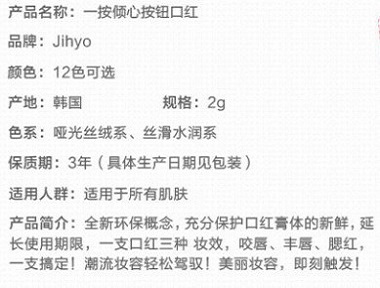 产品名称：一按倾心按钮口红
品牌：Jihyo
颜色：12色可选
产地：韩国 规格：2g
色系：哑光丝绒系、丝滑水润系
保质期：3年（具体生产日期见包装）
适用人群：适用于所有肌肤
产品简介：全新环保概念，充分保护口红膏体的新鲜，延
长使用期限，一支口红三种 妆效，咬唇、丰唇、腮红，
一支搞定！潮流妆容轻松驾驭！美丽妆容，即刻触发！